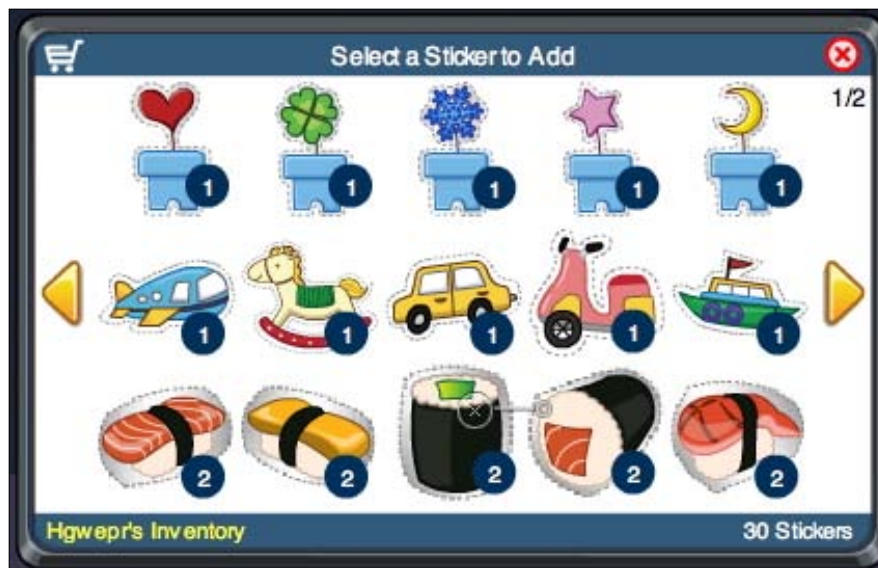 Select a Sticker to Add
1/2
1 1 1 1 1
1 1 1 1 1
2 2 2 2 2
Hgwepr's Inventory 30 Stickers